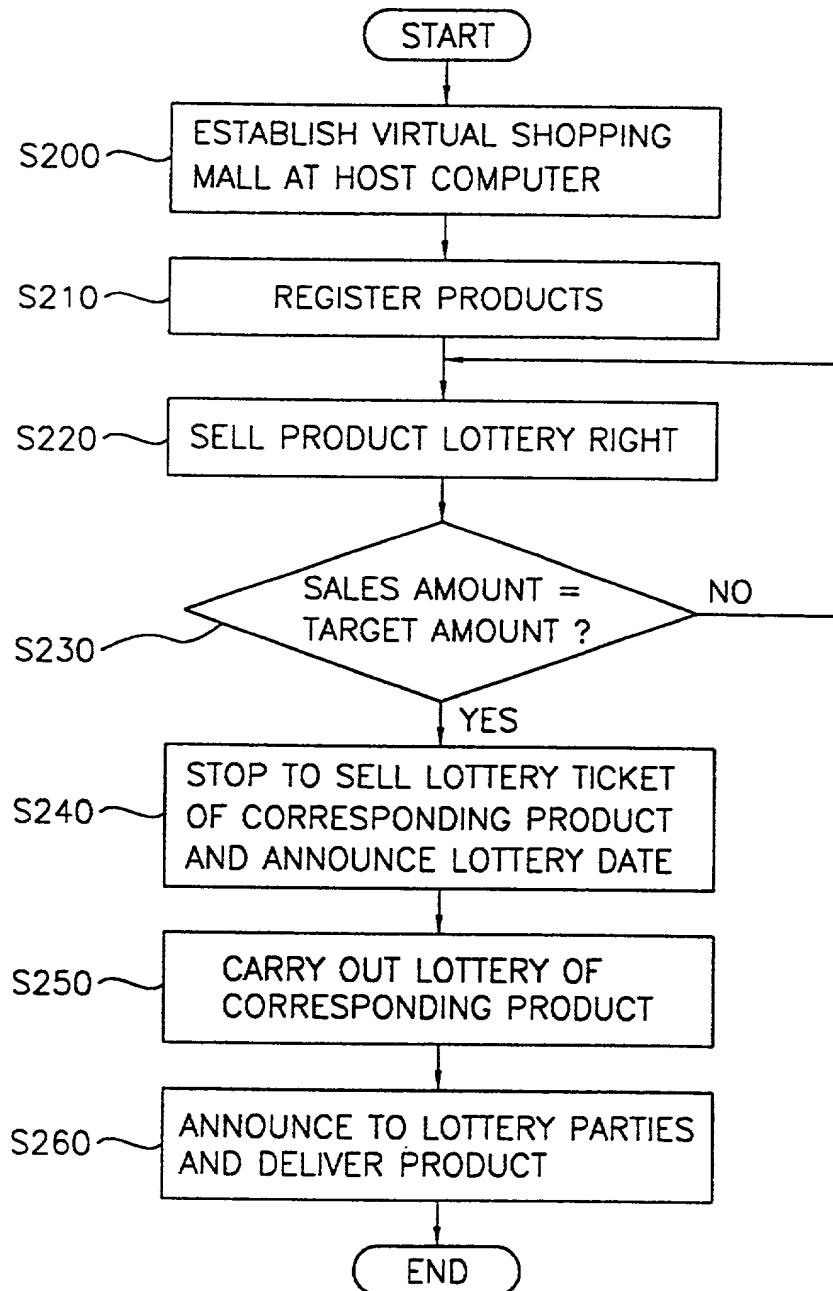 START
S200
ESTABLISH VIRTUAL SHOPPING
MALL AT HOST COMPUTER
S210
REGISTER PRODUCTS
S220
SELL PRODUCT LOTTERY RIGHT
S230
SALES AMOUNT =
TARGET AMOUNT ?
NO
YES
S240
STOP TO SELL LOTTERY TICKET
OF CORRESPONDING PRODUCT
AND ANNOUNCE LOTTERY DATE
S250
CARRY OUT LOTTERY OF
CORRESPONDING PRODUCT
S260
ANNOUNCE TO LOTTERY PARTIES
AND DELIVER PRODUCT
END